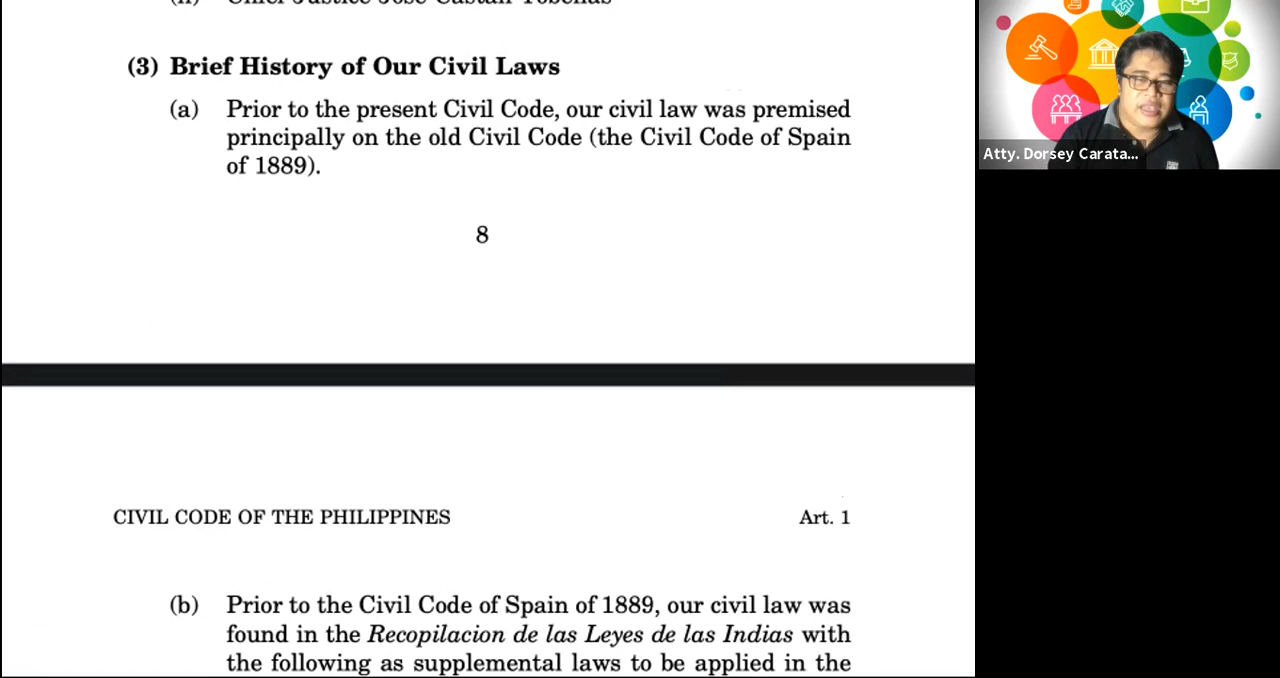 (3) Brief History of Our Civil Laws
(a) Prior to the present Civil Code, our civil law was premised
principally on the old Civil Code (the Civil Code of Spain
of 1889).
8
CIVIL CODE OF THE PHILIPPINES Art. 1
(b) Prior to the Civil Code of Spain of 1889, our civil law was
found in the Recopilacion de las Leyes de las Indias with
the following as supplemental laws to be applied in the
Atty. Dorsey Carata...